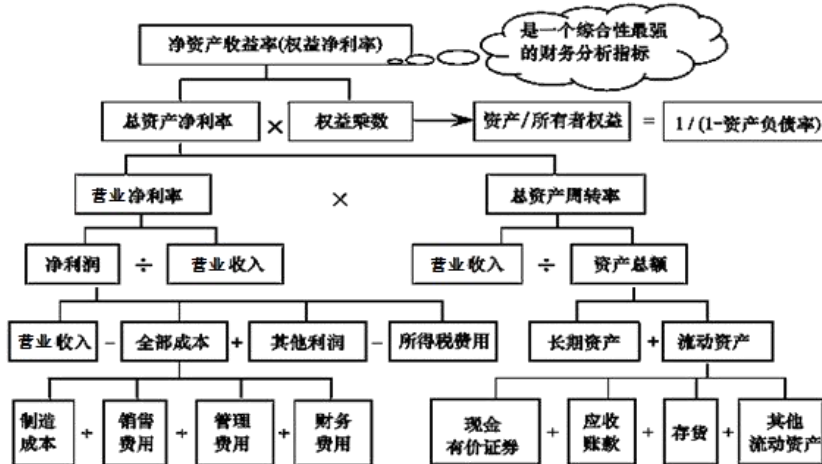 净资产收益率(权益净利率)
是一个综合性最强
的财务分析指标
总资产净利率 × 权益乘数 资产/所有者权益 = 1/(1-资产负债率)
营业净利率 × 总资产周转率
净利润 ÷ 营业收入 营业收入 ÷ 资产总额
营业收入 - 全部成本 + 其他利润 - 所得税费用 长期资产 + 流动资产
制造
成本 + 销售
费用 + 管理
费用 + 财务
费用
现金
有价证券 + 应收
账款 + 存货 + 其他
流动资产